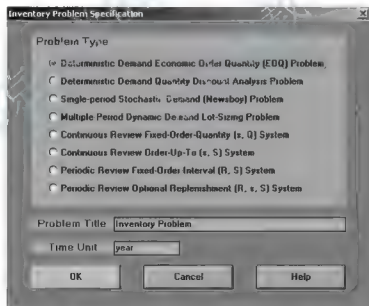 Inventory Problem Specification
Problem Type
Deterministic Demand Economic Order Quantity (EOQ) Problem
Deterministic Demand Quantity Discount Analysis Problem
Single-period Stochastic Demand (Newsboy) Problem
Multiple Period Dynamic Demand Lot-Sizing Problem
Continuous Review Fixed-Order-Quantity (s, Q) System
Continuous Review Order-Up-To (s, S) System
Periodic Review Fixed-Order Interval (R, S) System
Periodic Review Optional Replenishment (R, s, S) System
Problem Title Inventory Problem
Time Unit year
OK Cancel Help